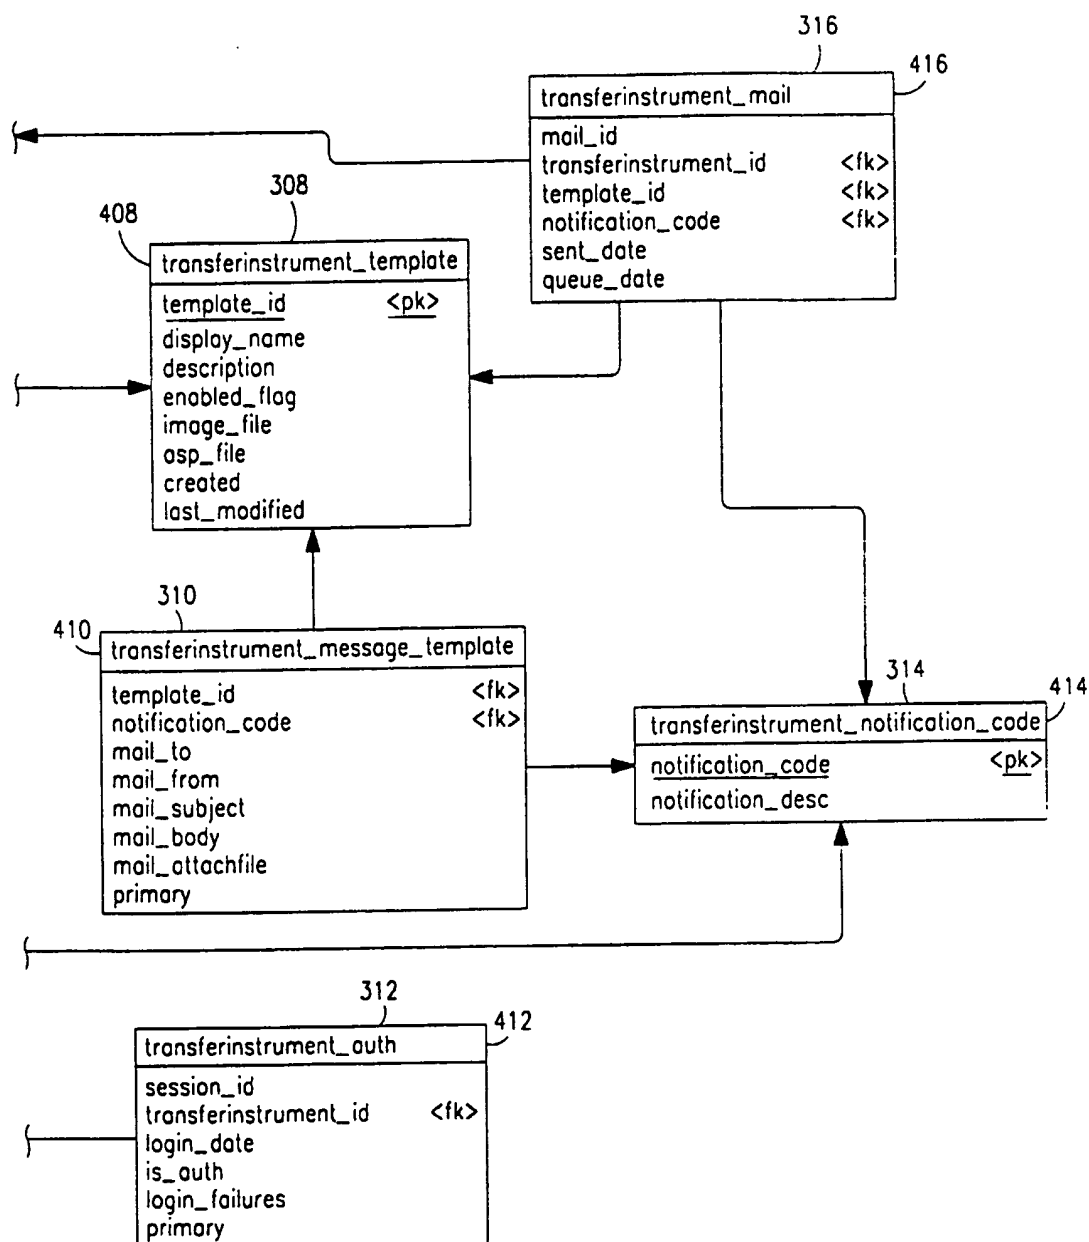 316
416
transferinstrument_mail
mail_id
transferinstrument_id <fk>
template_id <fk>
notification_code <fk>
sent_date
queue_date
308
408
transferinstrument_template
template_id <pk>
display_name
description
enabled_flag
image_file
asp_file
created
last_modified
310
410
transferinstrument_message_template
template_id <fk>
notification_code <fk>
mail_to
mail_from
mail_subject
mail_body
mail_attachfile
primary
314
414
transferinstrument_notification_code
notification_code <pk>
notification_desc
312
412
transferinstrument_auth
session_id
transferinstrument_id <fk>
login_date
is_auth
login_failures
primary